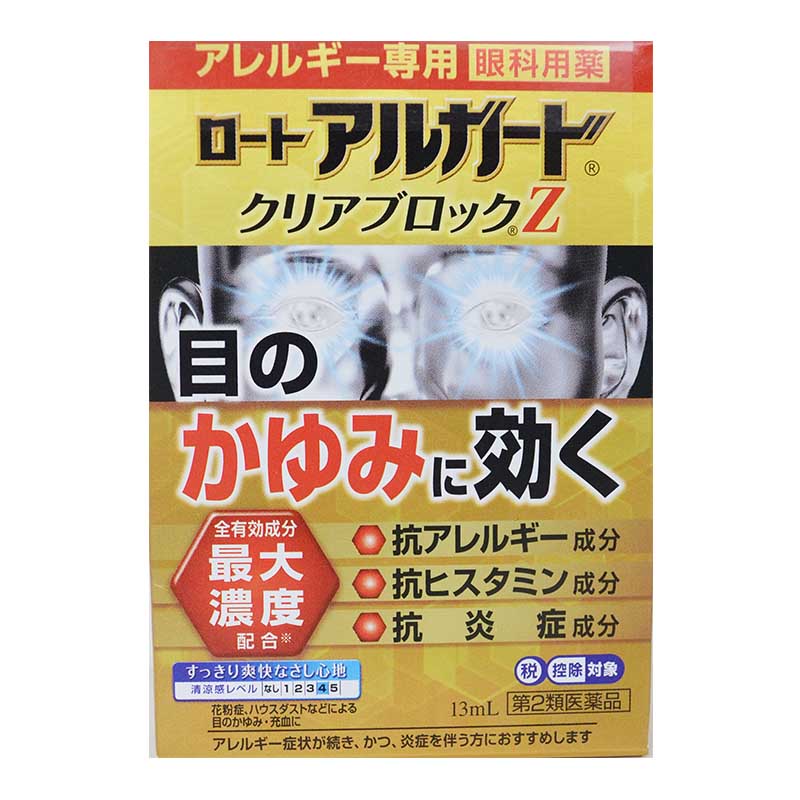 アレルギー専用 眼科用薬
ロート アルガード®
クリアブロック®Z
目の
かゆみに効く
全有効成分
最大
濃度
配合※
抗アレルギー成分
抗ヒスタミン成分
抗炎症成分
すっきり爽快なさし心地
清涼感レベル なし 1 2 3 4 5
税 控除 対象
花粉症、ハウスダストなどによる
目のかゆみ・充血に
13mL 第2類医薬品
アレルギー症状が続き、かつ、炎症を伴う方におすすめします